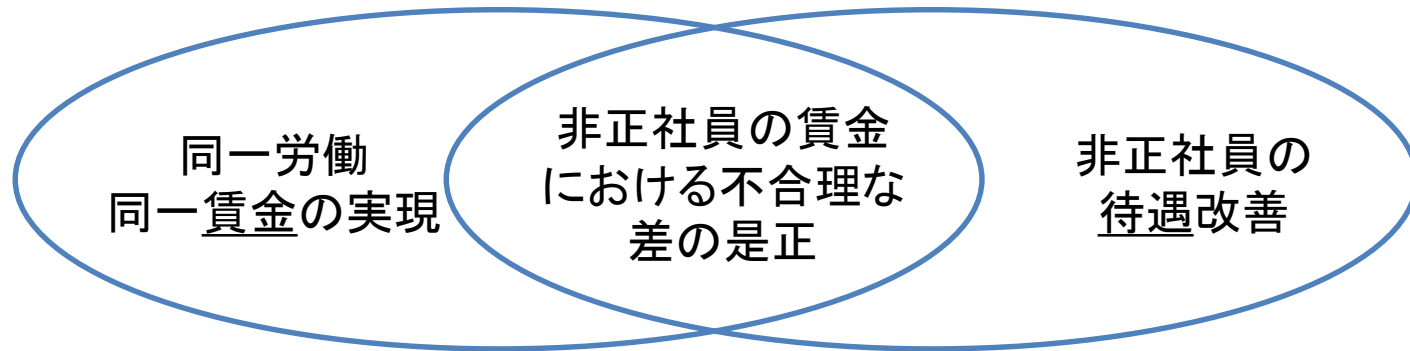 同一労働
同一賃金の実現
非正社員の賃金
における不合理な
差の是正
非正社員の
待遇改善